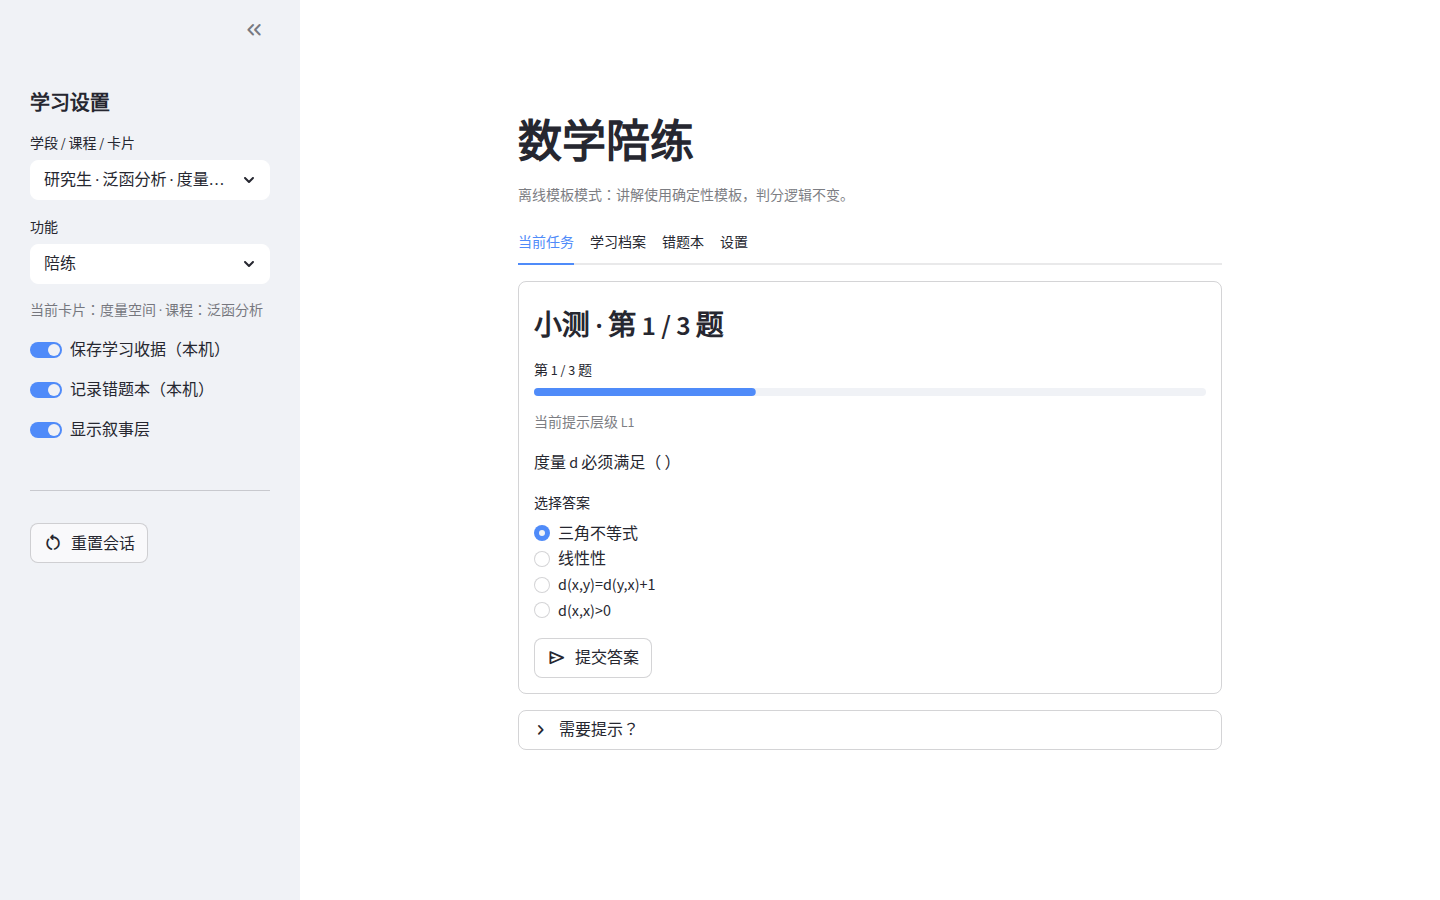 学习设置
学段 / 课程 / 卡片
研究生 · 泛函分析 · 度量…
功能
陪练
当前卡片：度量空间 · 课程：泛函分析
保存学习收据（本机）
记录错题本（本机）
显示叙事层
重置会话
数学陪练
离线模板模式：讲解使用确定性模板，判分逻辑不变。
当前任务 学习档案 错题本 设置
小测 · 第 1 / 3 题
第 1 / 3 题
当前提示层级 L1
度量 d 必须满足（ ）
选择答案
三角不等式
线性性
d(x,y)=d(y,x)+1
d(x,x)>0
提交答案
需要提示？